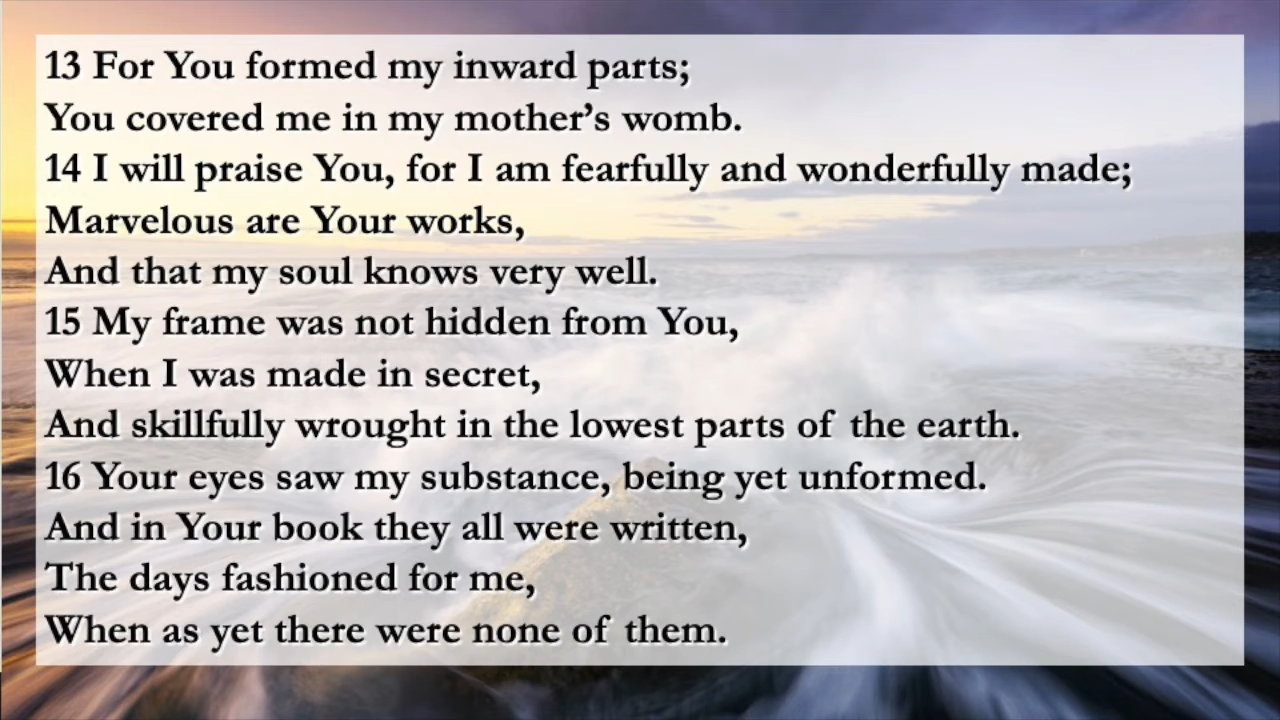 13 For You formed my inward parts;
You covered me in my mother’s womb.
14 I will praise You, for I am fearfully and wonderfully made;
Marvelous are Your works,
And that my soul knows very well.
15 My frame was not hidden from You,
When I was made in secret,
And skillfully wrought in the lowest parts of the earth.
16 Your eyes saw my substance, being yet unformed.
And in Your book they all were written,
The days fashioned for me,
When as yet there were none of them.